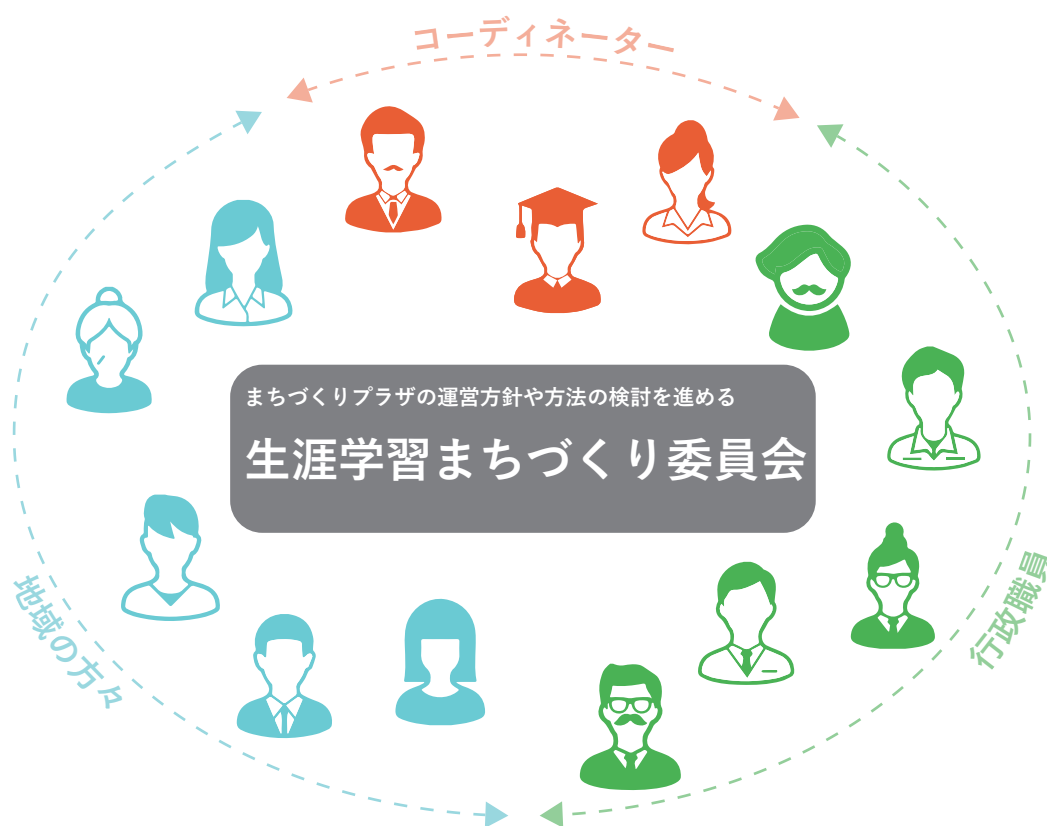 コーディネーター
まちづくりプラザの運営方針や方法の検討を進める
生涯学習まちづくり委員会
地域の方々
行政職員